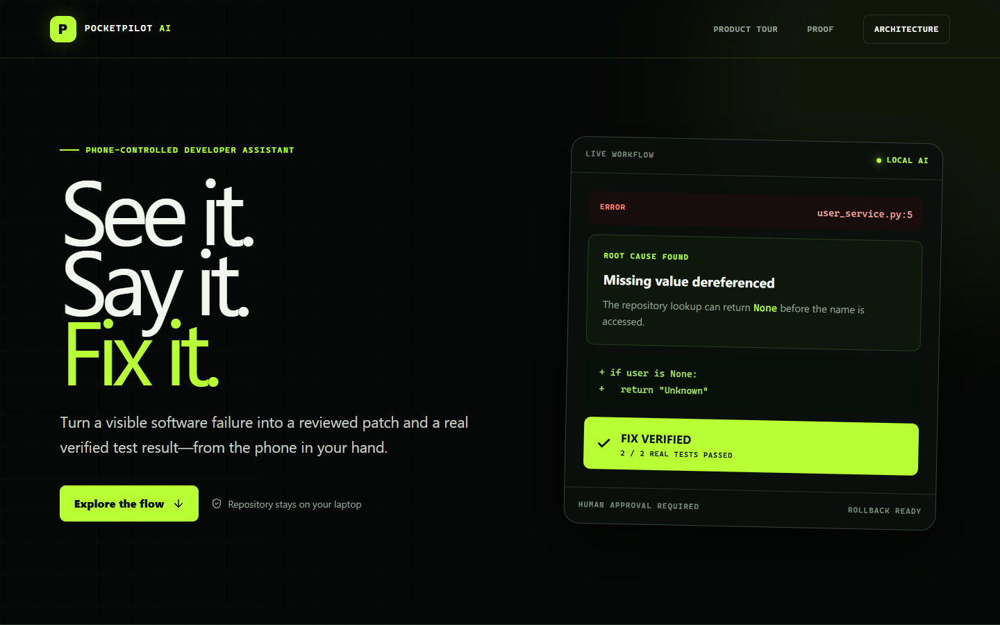 P
POCKETPILOT AI
PRODUCT TOUR
PROOF
ARCHITECTURE
PHONE-CONTROLLED DEVELOPER ASSISTANT
See it.
Say it.
Fix it.
Turn a visible software failure into a reviewed patch and a real
verified test result—from the phone in your hand.
Explore the flow
Repository stays on your laptop
LIVE WORKFLOW
LOCAL AI
ERROR
user_service.py:5
ROOT CAUSE FOUND
Missing value dereferenced
The repository lookup can return None before the name is
accessed.
+ if user is None:
+   return "Unknown"
FIX VERIFIED
2 / 2 REAL TESTS PASSED
HUMAN APPROVAL REQUIRED
ROLLBACK READY